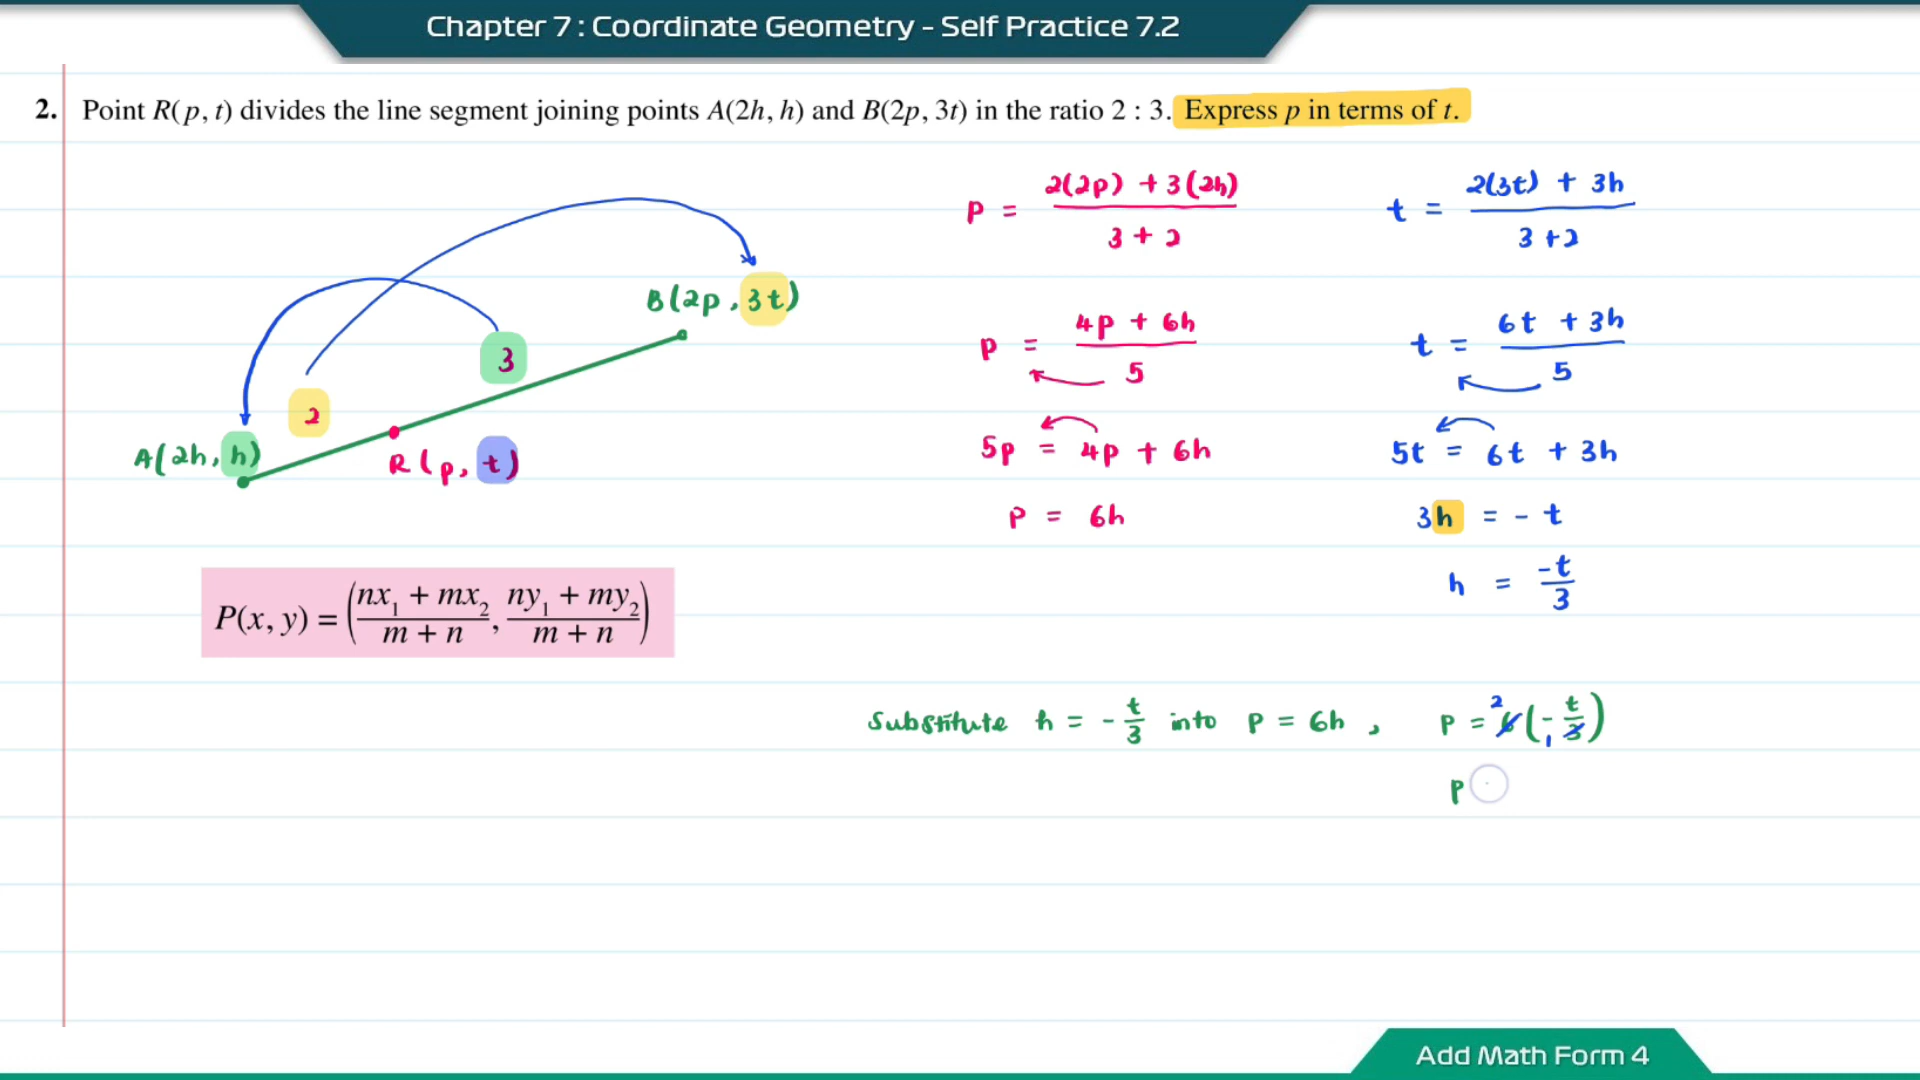 Chapter 7 : Coordinate Geometry - Self Practice 7.2
2. Point R(p, t) divides the line segment joining points A(2h, h) and B(2p, 3t) in the ratio 2 : 3. Express p in terms of t.
p = (2(2p) + 3(2h))/(3 + 2)
t = (2(3t) + 3h)/(3 + 2)
B(2p, 3t)
3
2
A(2h, h)
R(p, t)
p = (4p + 6h)/5
t = (6t + 3h)/5
5p = 4p + 6h
5t = 6t + 3h
p = 6h
3h = - t
h = -t/3
P(x, y) = ((nx₁ + mx₂)/(m + n), (ny₁ + my₂)/(m + n))
Substitute h = - t/3 into p = 6h , p = 6(- t/3)
2
1
p
Add Math Form 4